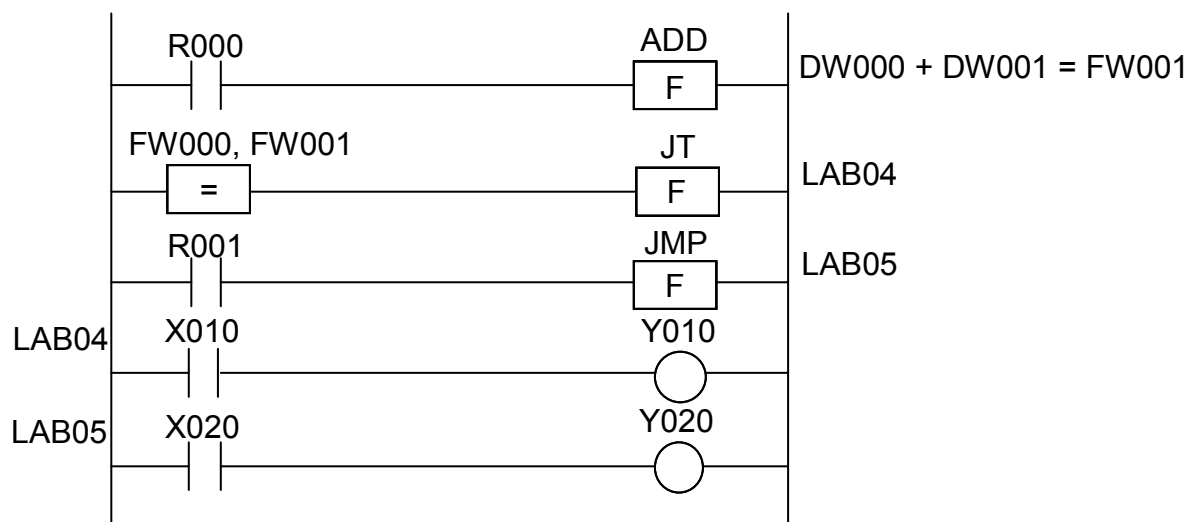 R000
ADD
F
DW000 + DW001 = FW001
FW000, FW001
=
JT
F
LAB04
R001
JMP
F
LAB05
LAB04
X010
Y010
LAB05
X020
Y020